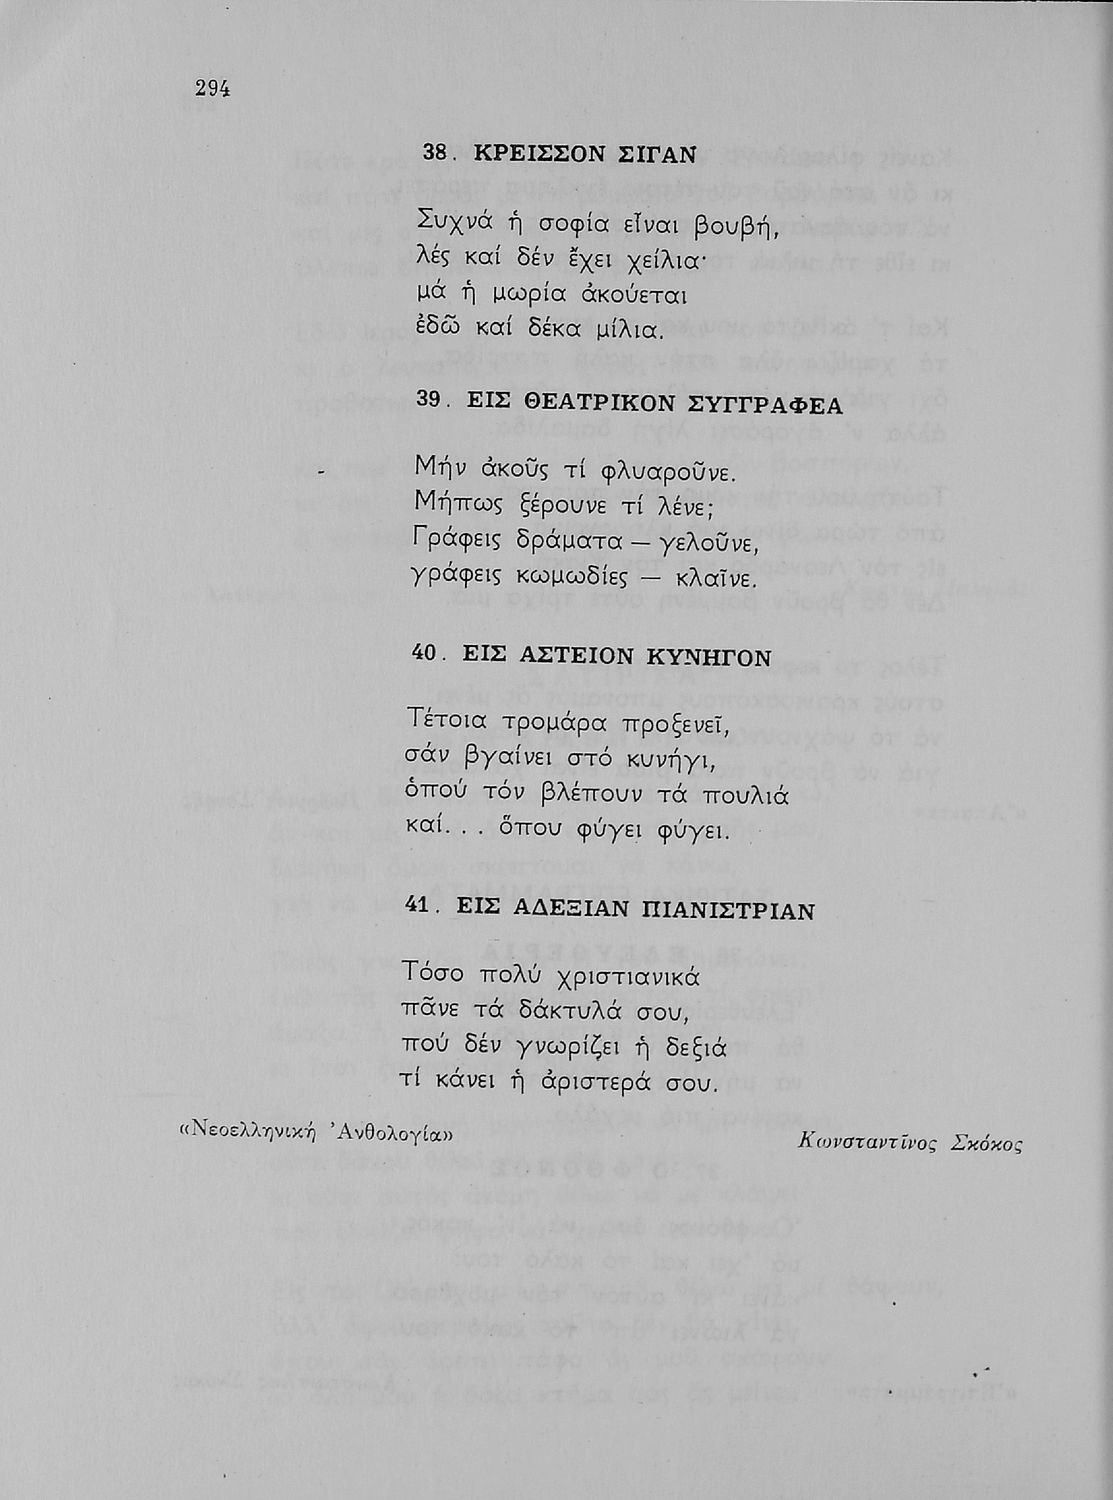 294
38. ΚΡΕΙΣΣΟΝ ΣΙΓΑΝ
Συχνά ἡ σοφία εἶναι βουβή,
λές καί δέν ἔχει χείλια·
μά ἡ μωρία ἀκούεται
ἐδῶ καί δέκα μίλια.
39. ΕΙΣ ΘΕΑΤΡΙΚΟΝ ΣΥΓΓΡΑΦΕΑ
Μήν ἀκοῦς τί φλυαροῦνε.
Μήπως ξέρουνε τί λένε;
Γράφεις δράματα — γελοῦνε,
γράφεις κωμωδίες — κλαῖνε.
40. ΕΙΣ ΑΣΤΕΙΟΝ ΚΥΝΗΓΟΝ
Τέτοια τρομάρα προξενεῖ,
σάν βγαίνει στό κυνήγι,
ὁπού τόν βλέπουν τά πουλιά
καί. . . ὅπου φύγει φύγει.
41. ΕΙΣ ΑΔΕΞΙΑΝ ΠΙΑΝΙΣΤΡΙΑΝ
Τόσο πολύ χριστιανικά
πᾶνε τά δάκτυλά σου,
πού δέν γνωρίζει ἡ δεξιά
τί κάνει ἡ ἀριστερά σου.
«Νεοελληνική Ἀνθολογία»
Κωνσταντῖνος Σκόκος